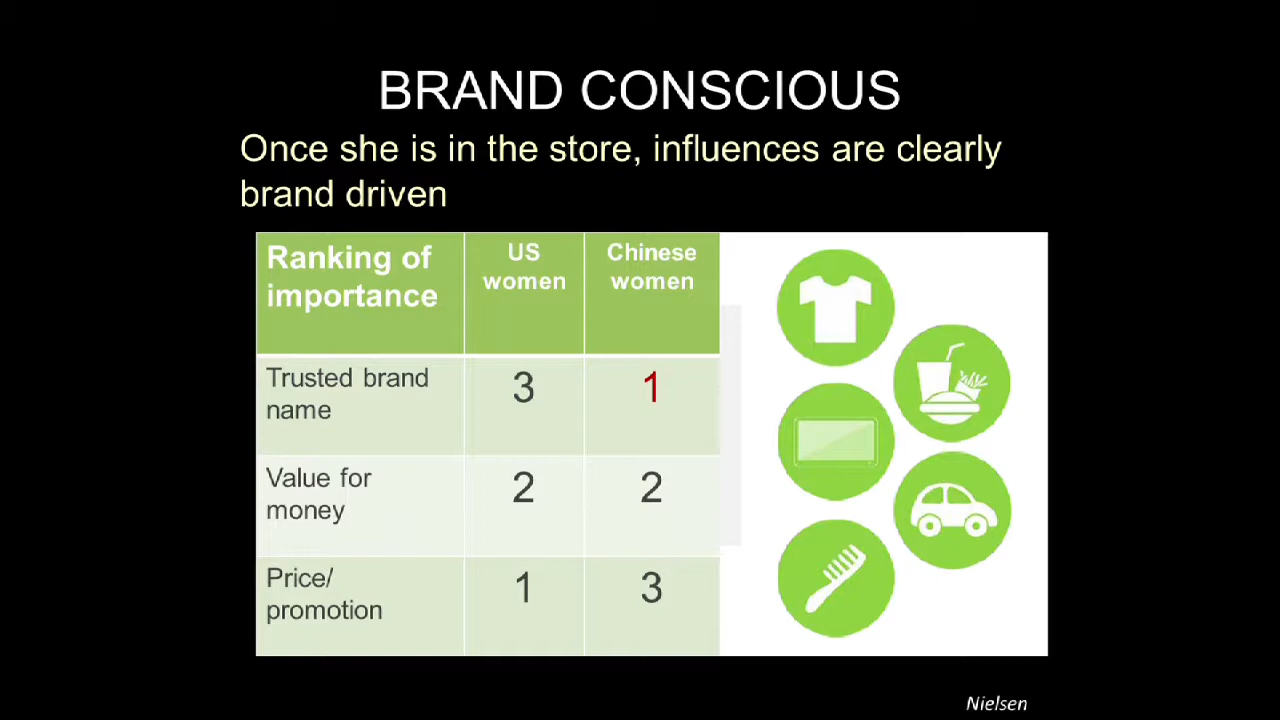 BRAND CONSCIOUS
Once she is in the store, influences are clearly
brand driven
Ranking of
importance
US
women
Chinese
women
Trusted brand
name
3
1
Value for
money
2
2
Price/
promotion
1
3
Nielsen